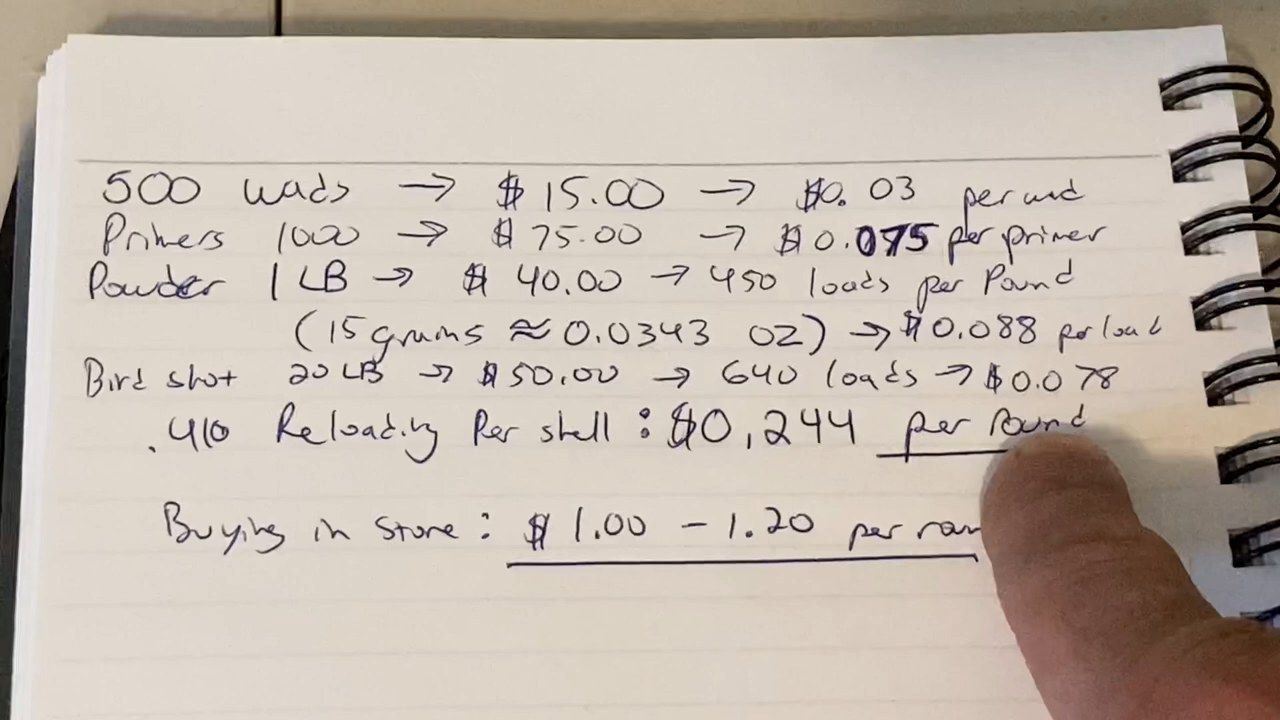 500 wads → $15.00 → $0.03 per wad
Primers 1000 → $75.00 → $0.075 per primer
Powder 1 LB → $40.00 → 450 loads per Pound
(15 grams ≈ 0.0343 OZ) → $0.088 per load
Bird shot 20 LB → $50.00 → 640 loads → $0.078
.410 Reloading Per shell : $0,244 per round
Buying in store : $1.00 - 1.20 per roun